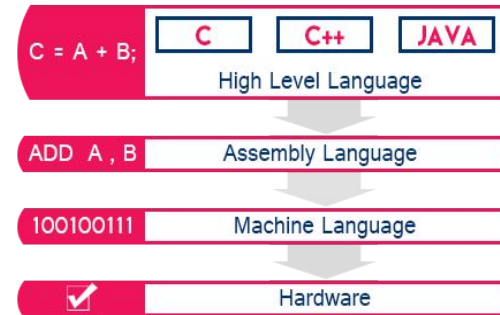 C = A + B;
C C++ JAVA
High Level Language
ADD A , B Assembly Language
100100111 Machine Language
Hardware